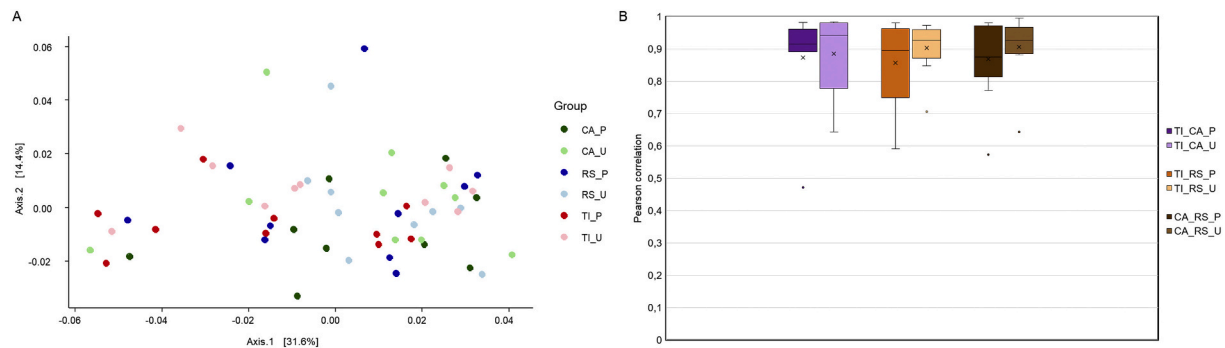 A
0.06
0.04
0.02
0.00
-0.02
Axis.2 [14.4%]
-0.06
-0.04
-0.02
0.00
0.02
0.04
Axis.1 [31.6%]
Group
CA_P
CA_U
RS_P
RS_U
TI_P
TI_U
B
1
0,9
0,8
0,7
0,6
0,5
0,4
0,3
0,2
0,1
0
Pearson correlation
TI_CA_P
TI_CA_U
TI_RS_P
TI_RS_U
CA_RS_P
CA_RS_U